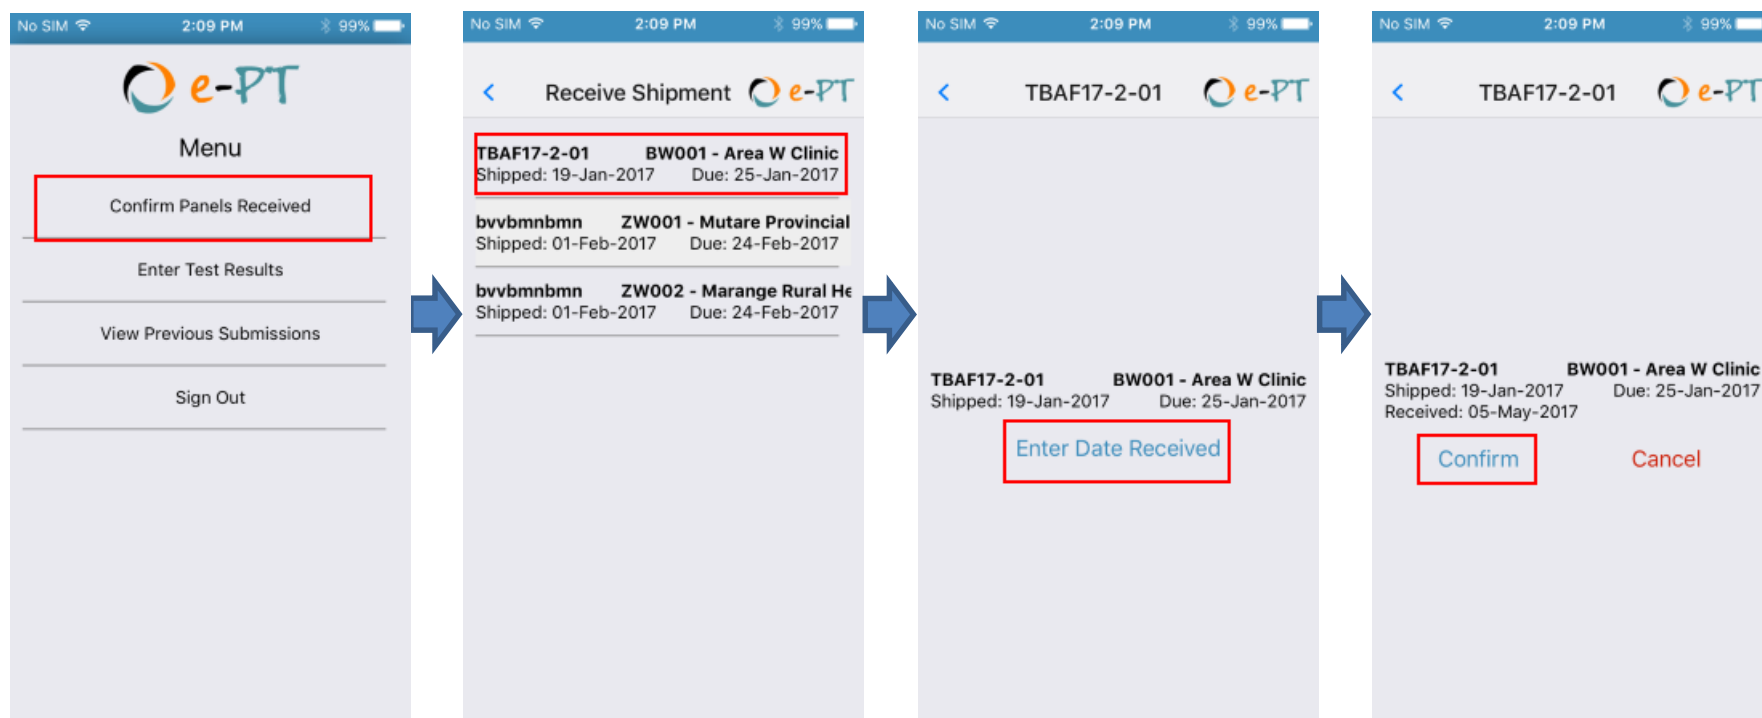 No SIM 2:09 PM 99%
e-PT
Menu
Confirm Panels Received
Enter Test Results
View Previous Submissions
Sign Out
No SIM 2:09 PM 99%
Receive Shipment e-PT
TBAF17-2-01 BW001 - Area W Clinic
Shipped: 19-Jan-2017 Due: 25-Jan-2017
bvvbmnbmn ZW001 - Mutare Provincial
Shipped: 01-Feb-2017 Due: 24-Feb-2017
bvvbmnbmn ZW002 - Marange Rural He
Shipped: 01-Feb-2017 Due: 24-Feb-2017
No SIM 2:09 PM 99%
TBAF17-2-01 e-PT
TBAF17-2-01 BW001 - Area W Clinic
Shipped: 19-Jan-2017 Due: 25-Jan-2017
Enter Date Received
No SIM 2:09 PM 99%
TBAF17-2-01 e-PT
TBAF17-2-01 BW001 - Area W Clinic
Shipped: 19-Jan-2017 Due: 25-Jan-2017
Received: 05-May-2017
Confirm Cancel